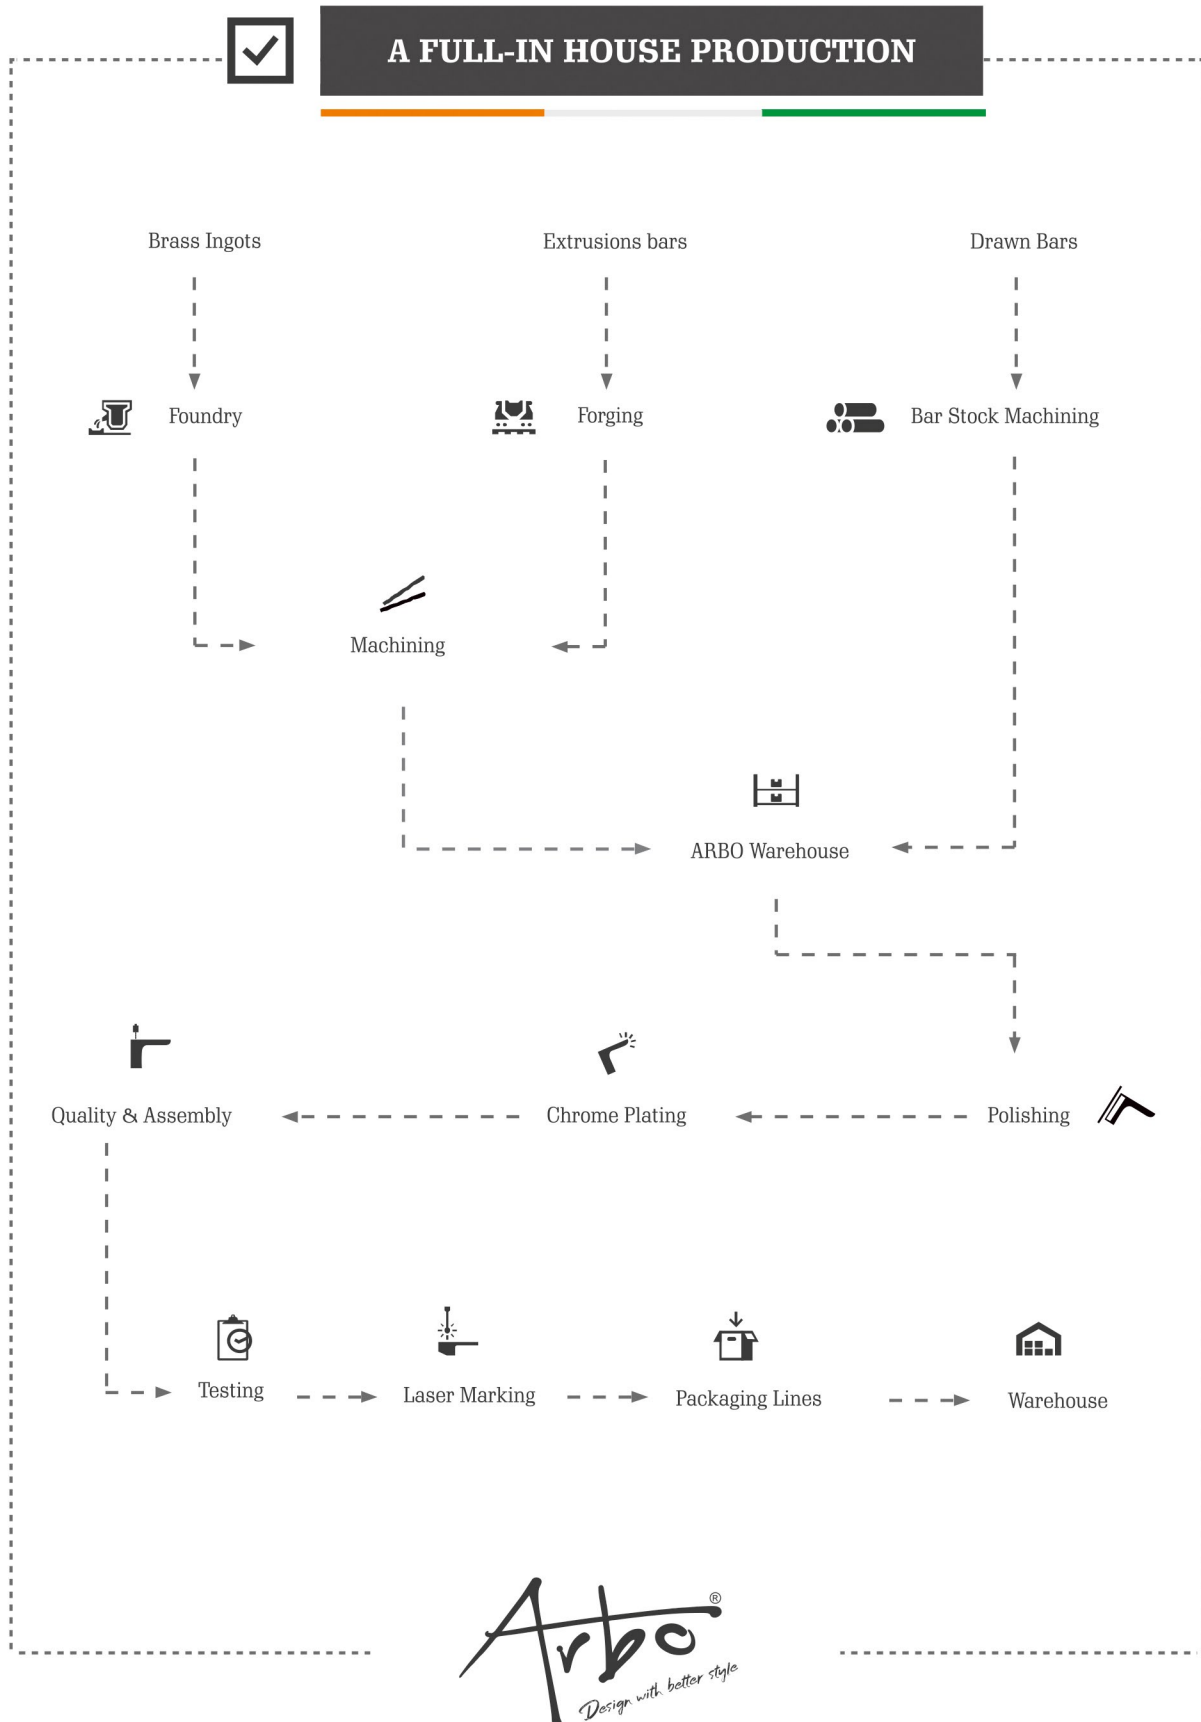 A FULL-IN HOUSE PRODUCTION
Brass Ingots
Extrusions bars
Drawn Bars
Foundry
Forging
Bar Stock Machining
Machining
ARBO Warehouse
Quality & Assembly
Chrome Plating
Polishing
Testing
Laser Marking
Packaging Lines
Warehouse
Arbo®
Design with better style